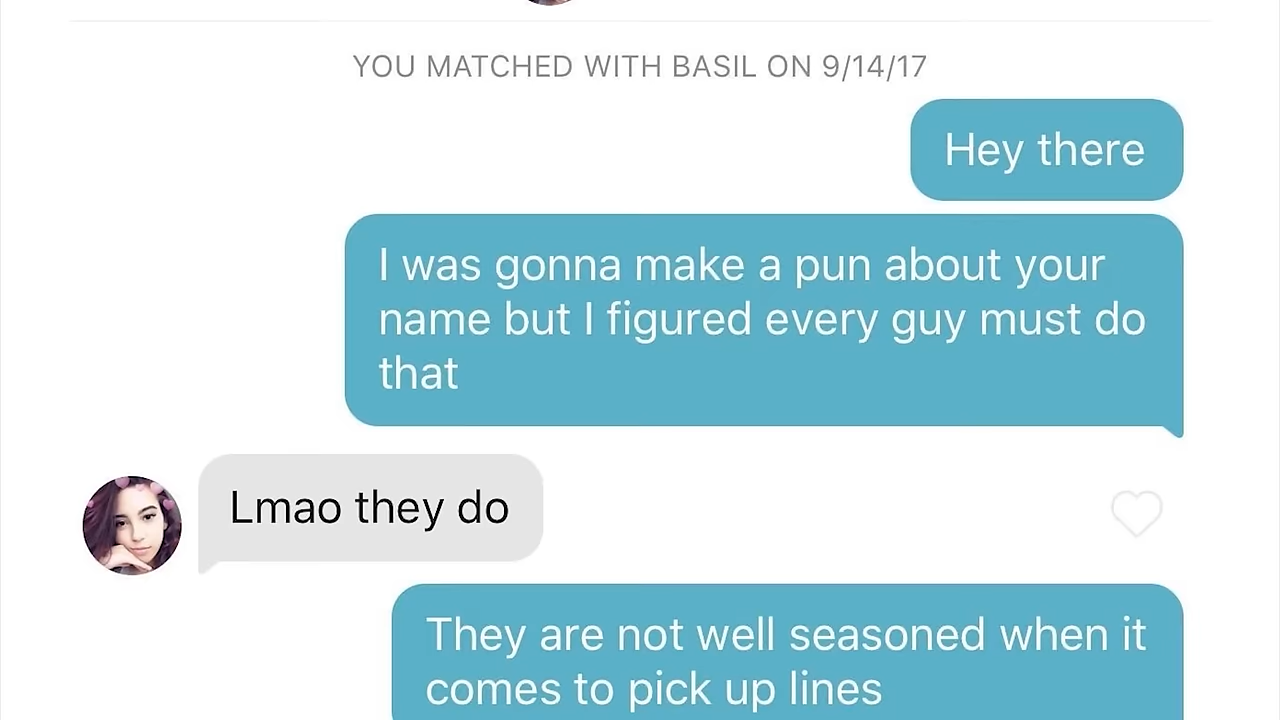 YOU MATCHED WITH BASIL ON 9/14/17
Hey there
I was gonna make a pun about your
name but I figured every guy must do
that
Lmao they do
They are not well seasoned when it
comes to pick up lines